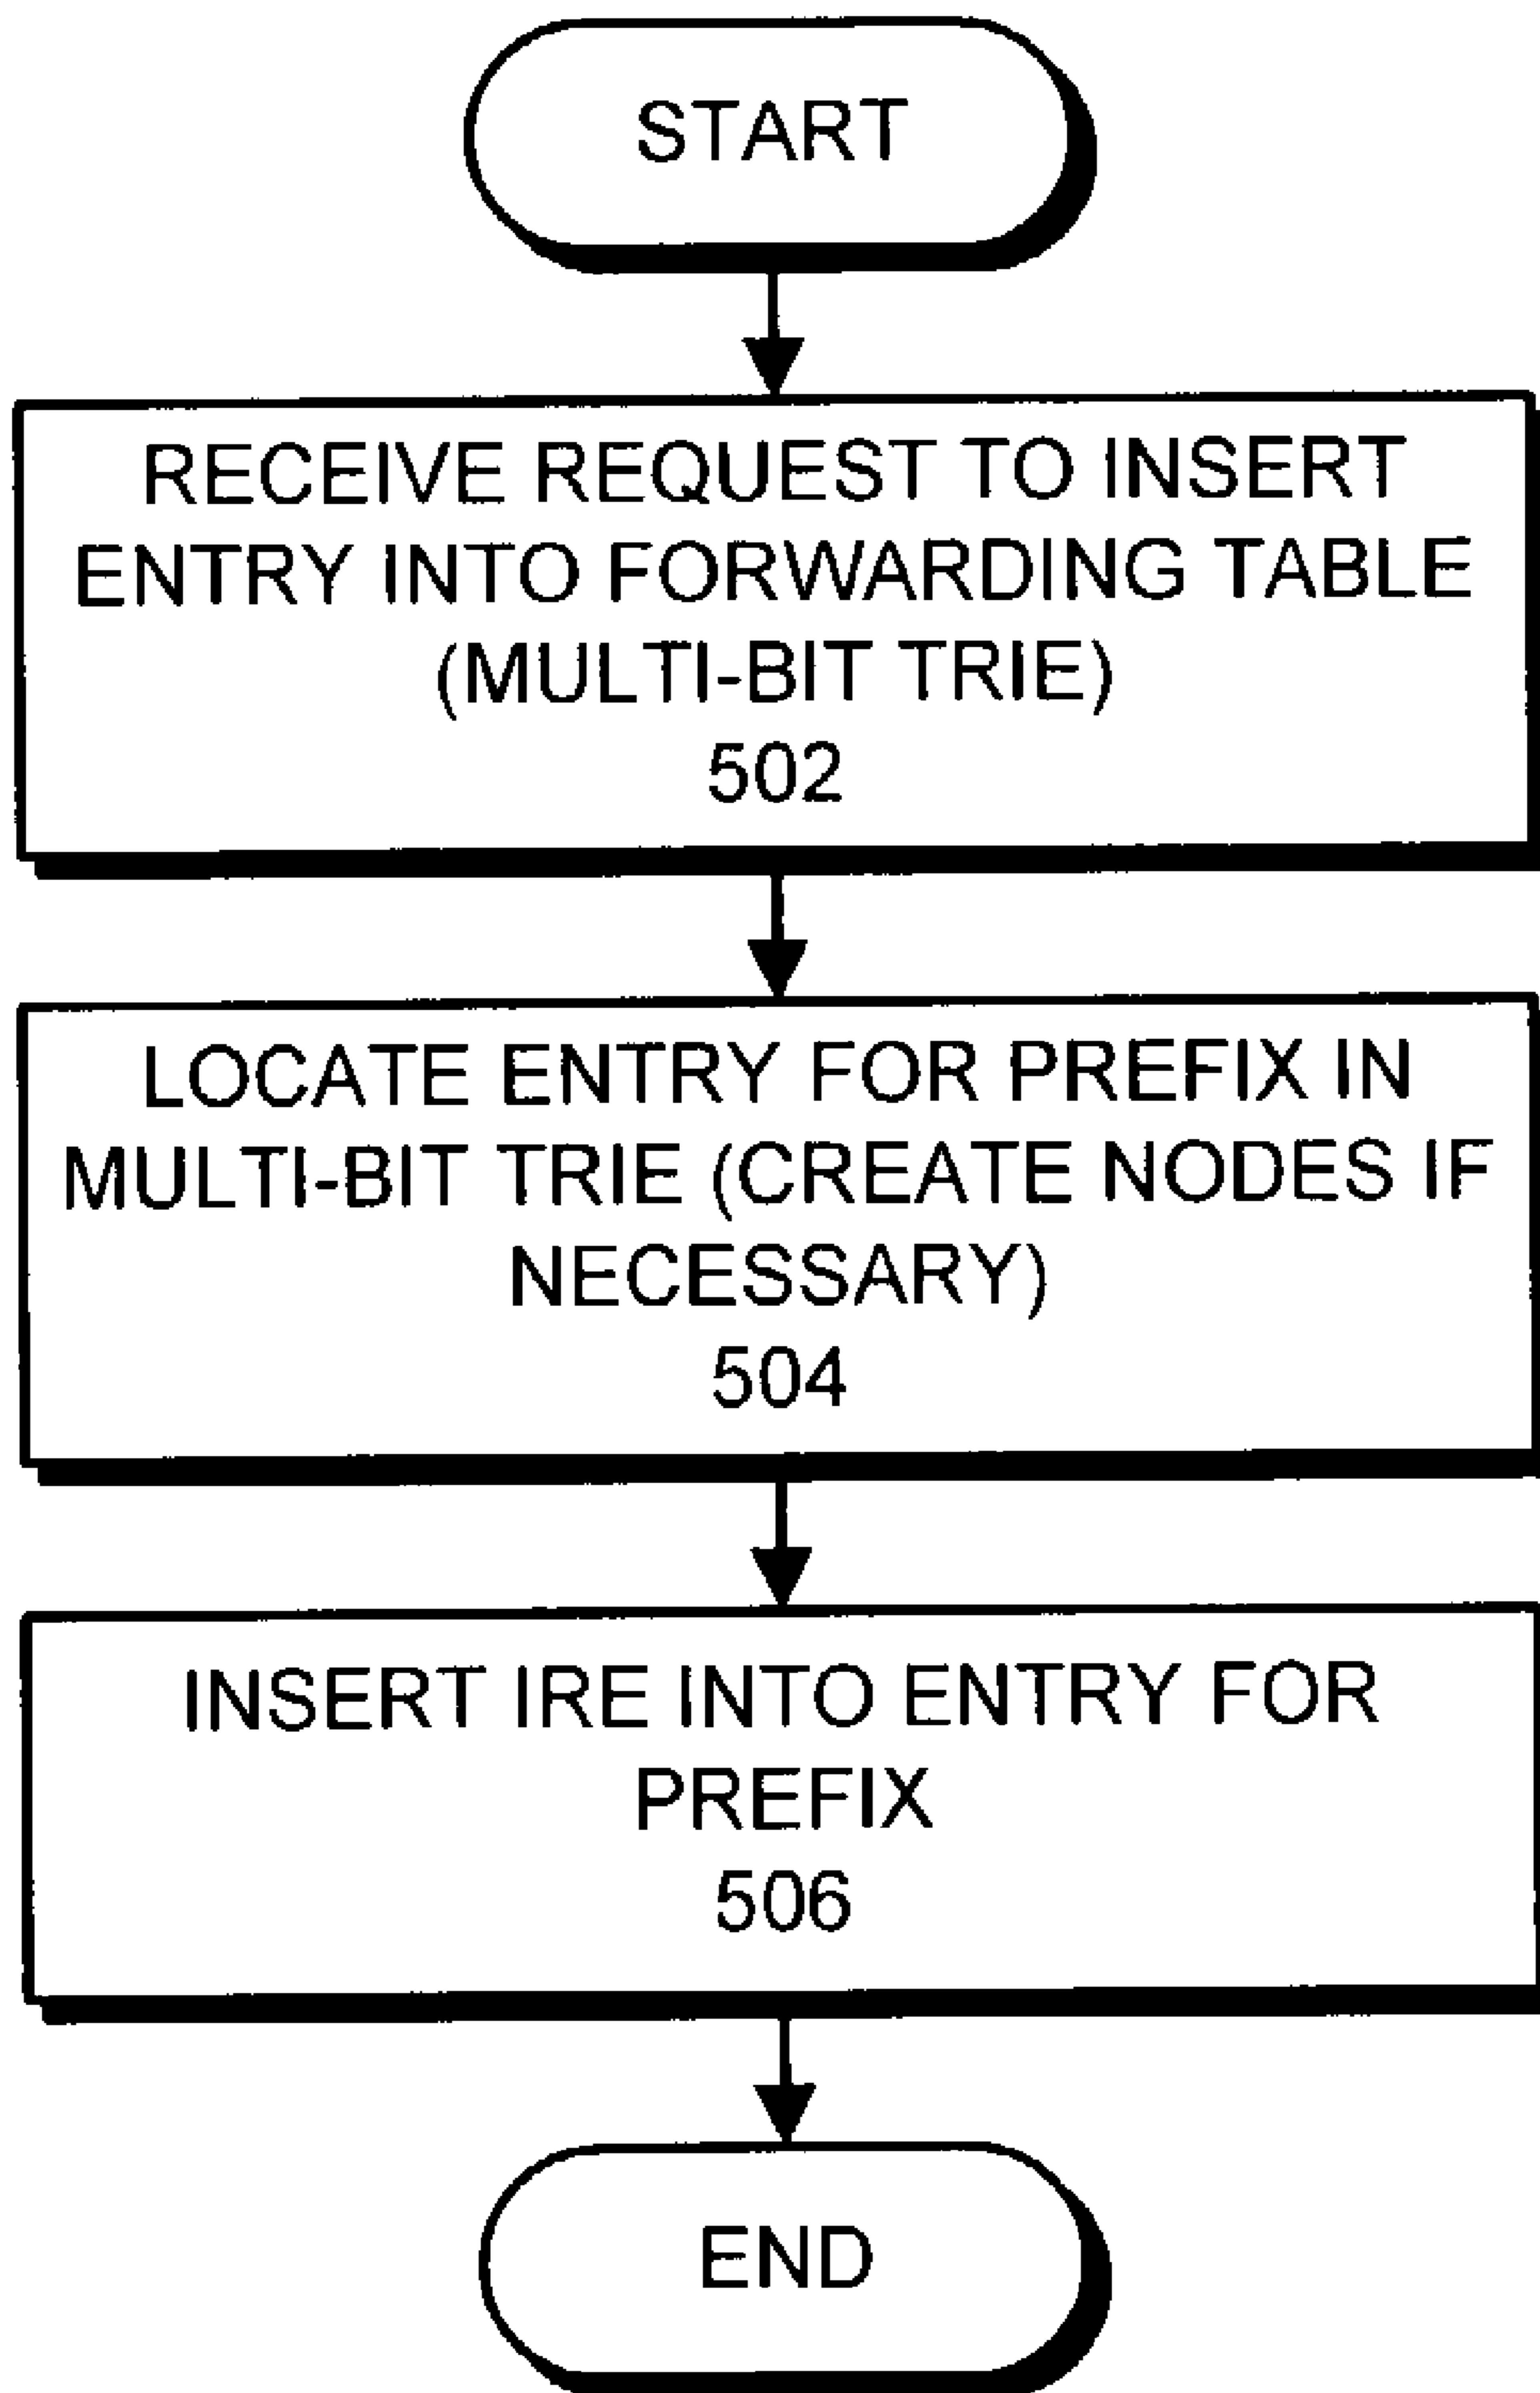 START
RECEIVE REQUEST TO INSERT
ENTRY INTO FORWARDING TABLE
(MULTI-BIT TRIE)
502
LOCATE ENTRY FOR PREFIX IN
MULTI-BIT TRIE (CREATE NODES IF
NECESSARY)
504
INSERT IRE INTO ENTRY FOR
PREFIX
506
END